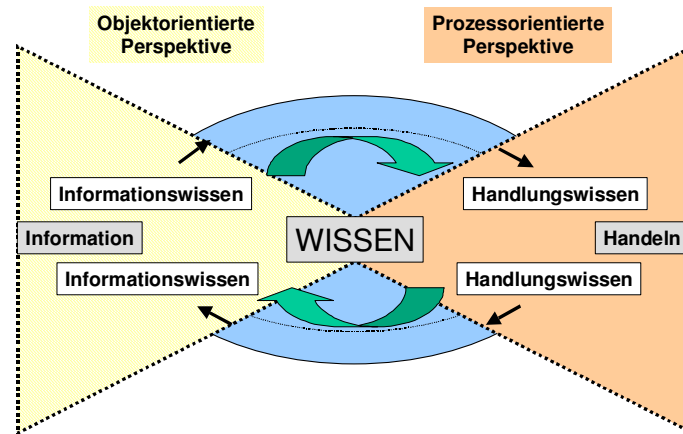 Objektorientierte
Perspektive
Prozessorientierte
Perspektive
Informationswissen
Handlungswissen
Information
WISSEN
Handeln
Informationswissen
Handlungswissen